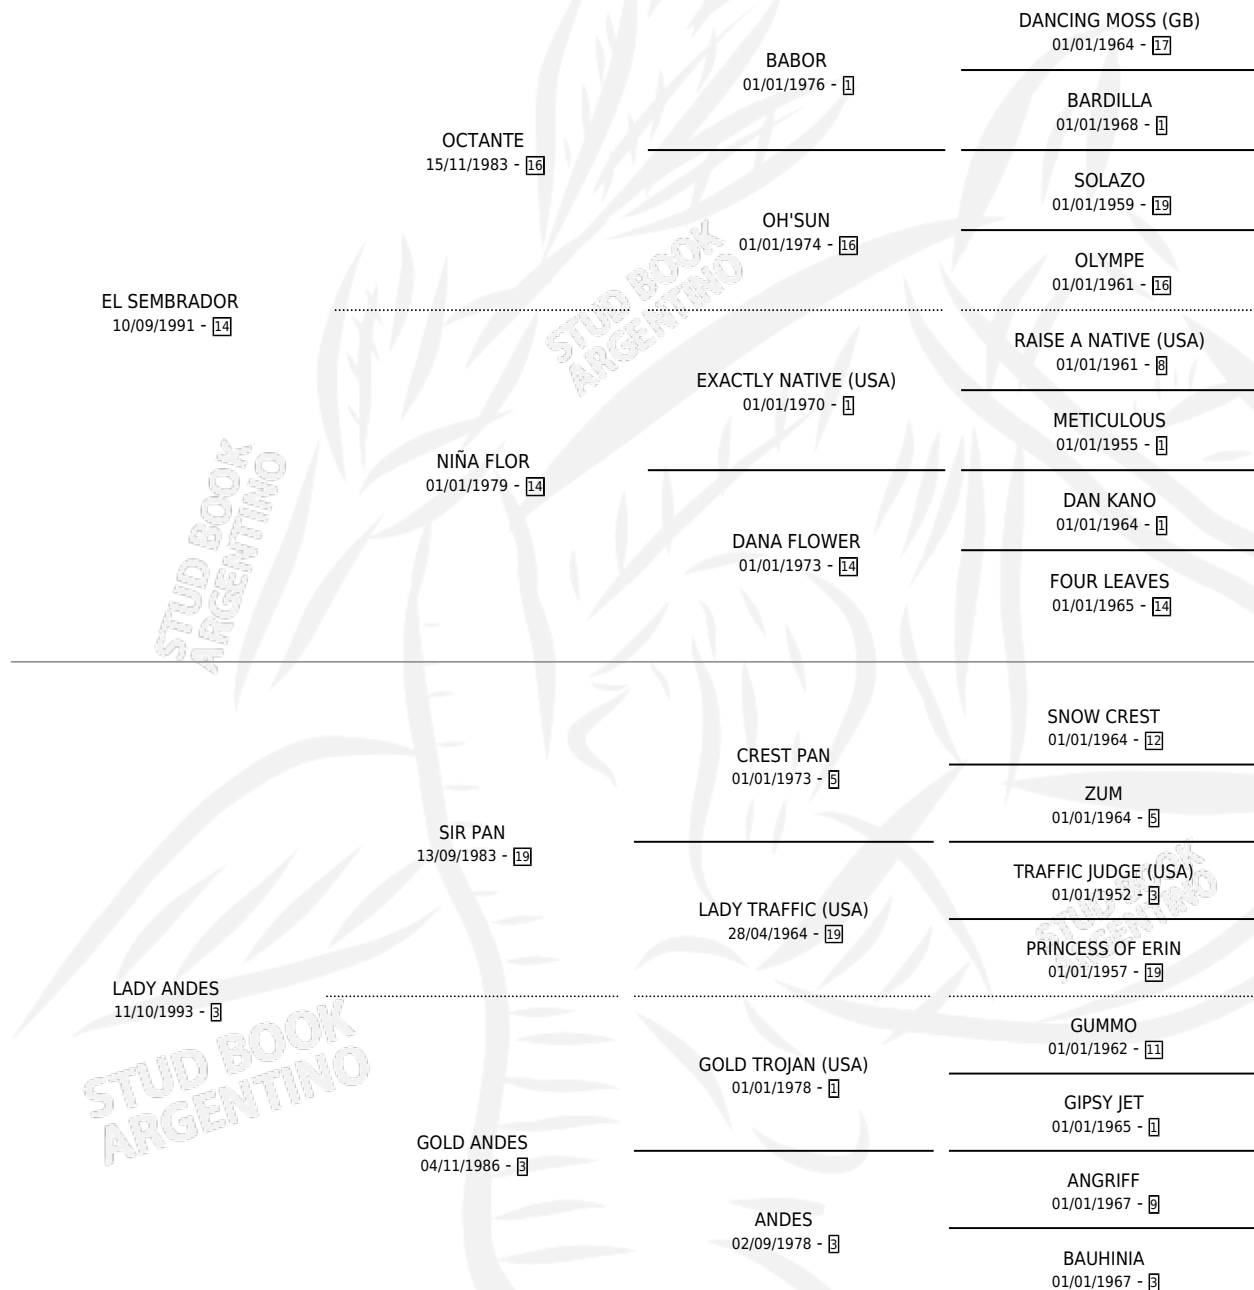 DANCING MOSS (GB)
01/01/1964 - 17
BABOR
01/01/1976 - 1
BARDILLA
01/01/1968 - 1
OCTANTE
15/11/1983 - 16
SOLAZO
01/01/1959 - 19
OH'SUN
01/01/1974 - 16
OLYMPE
01/01/1961 - 16
EL SEMBRADOR
10/09/1991 - 14
STUD BOOK
ARGENTINO
RAISE A NATIVE (USA)
01/01/1961 - 8
EXACTLY NATIVE (USA)
01/01/1970 - 1
METICULOUS
01/01/1955 - 1
NIÑA FLOR
01/01/1979 - 14
DAN KANO
01/01/1964 - 1
DANA FLOWER
01/01/1973 - 14
FOUR LEAVES
01/01/1965 - 14
STUD BOOK
ARGENTINO
SNOW CREST
01/01/1964 - 12
CREST PAN
01/01/1973 - 5
ZUM
01/01/1964 - 5
SIR PAN
13/09/1983 - 19
TRAFFIC JUDGE (USA)
01/01/1952 - 3
LADY TRAFFIC (USA)
28/04/1964 - 19
STUD BOOK
ARGENTINO
PRINCESS OF ERIN
01/01/1957 - 19
LADY ANDES
11/10/1993 - 3
STUD BOOK
ARGENTINO
GUMMO
01/01/1962 - 11
GOLD TROJAN (USA)
01/01/1978 - 1
GIPSY JET
01/01/1965 - 1
GOLD ANDES
04/11/1986 - 3
ANGRIFF
01/01/1967 - 9
ANDES
02/09/1978 - 3
BAUHINIA
01/01/1967 - 3